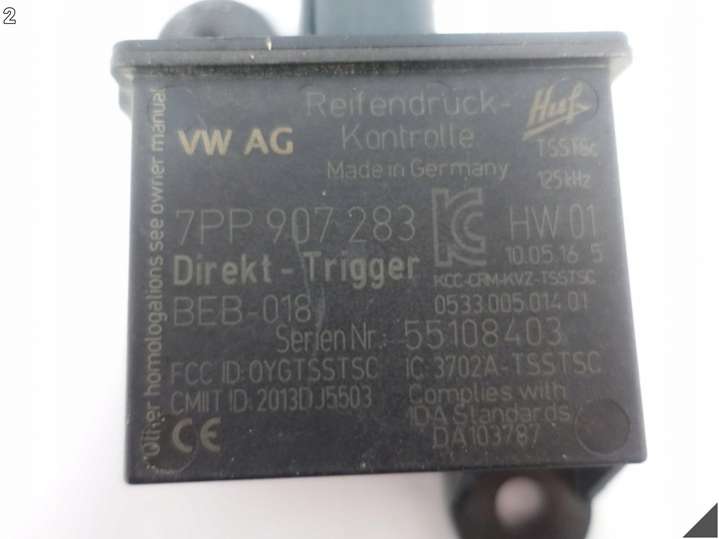 2
Other homologations see owner manual
VW AG
Reifendruck-
Kontrolle
Made in Germany
Huf
TSSTSc
125 kHz
7PP 907 283
KC
HW 01
10.05.16 5
Direkt - Trigger
KCC-CRM-KVZ-TSSTSC
BEB-018
0533.005.014.01
Serien Nr.: 55108403
FCC ID: OYGTSSTSC IC 3702A-TSSTSC
CMIIT ID: 2013DJ5503
Complies with
IDA Standards
DA103787
CE